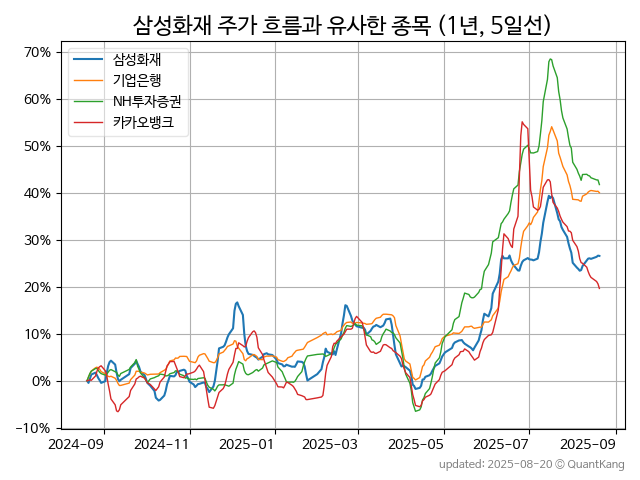 삼성화재 주가 흐름과 유사한 종목 (1년, 5일선)
삼성화재
기업은행
NH투자증권
카카오뱅크
70%
60%
50%
40%
30%
20%
10%
0%
−10%
2024-09 2024-11 2025-01 2025-03 2025-05 2025-07 2025-09
updated: 2025-08-20 © QuantKang